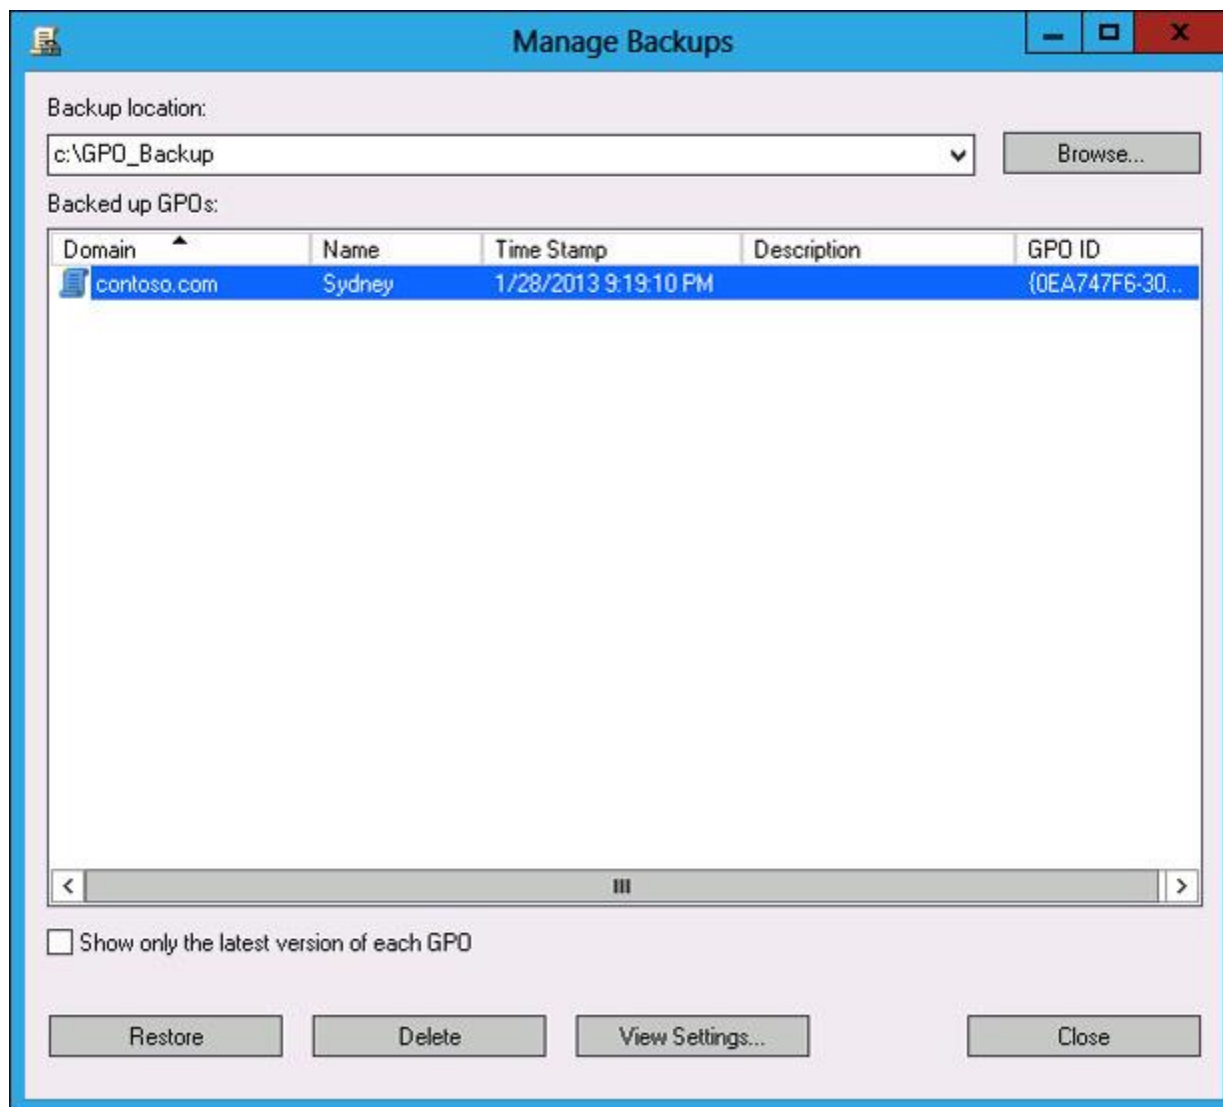 Manage Backups
Backup location:
c:\GPO_Backup
Browse...
Backed up GPOs:
Domain Name Time Stamp Description GPO ID
contoso.com Sydney 1/28/2013 9:19:10 PM {0EA747F6-30...
Show only the latest version of each GPO
Restore Delete View Settings... Close